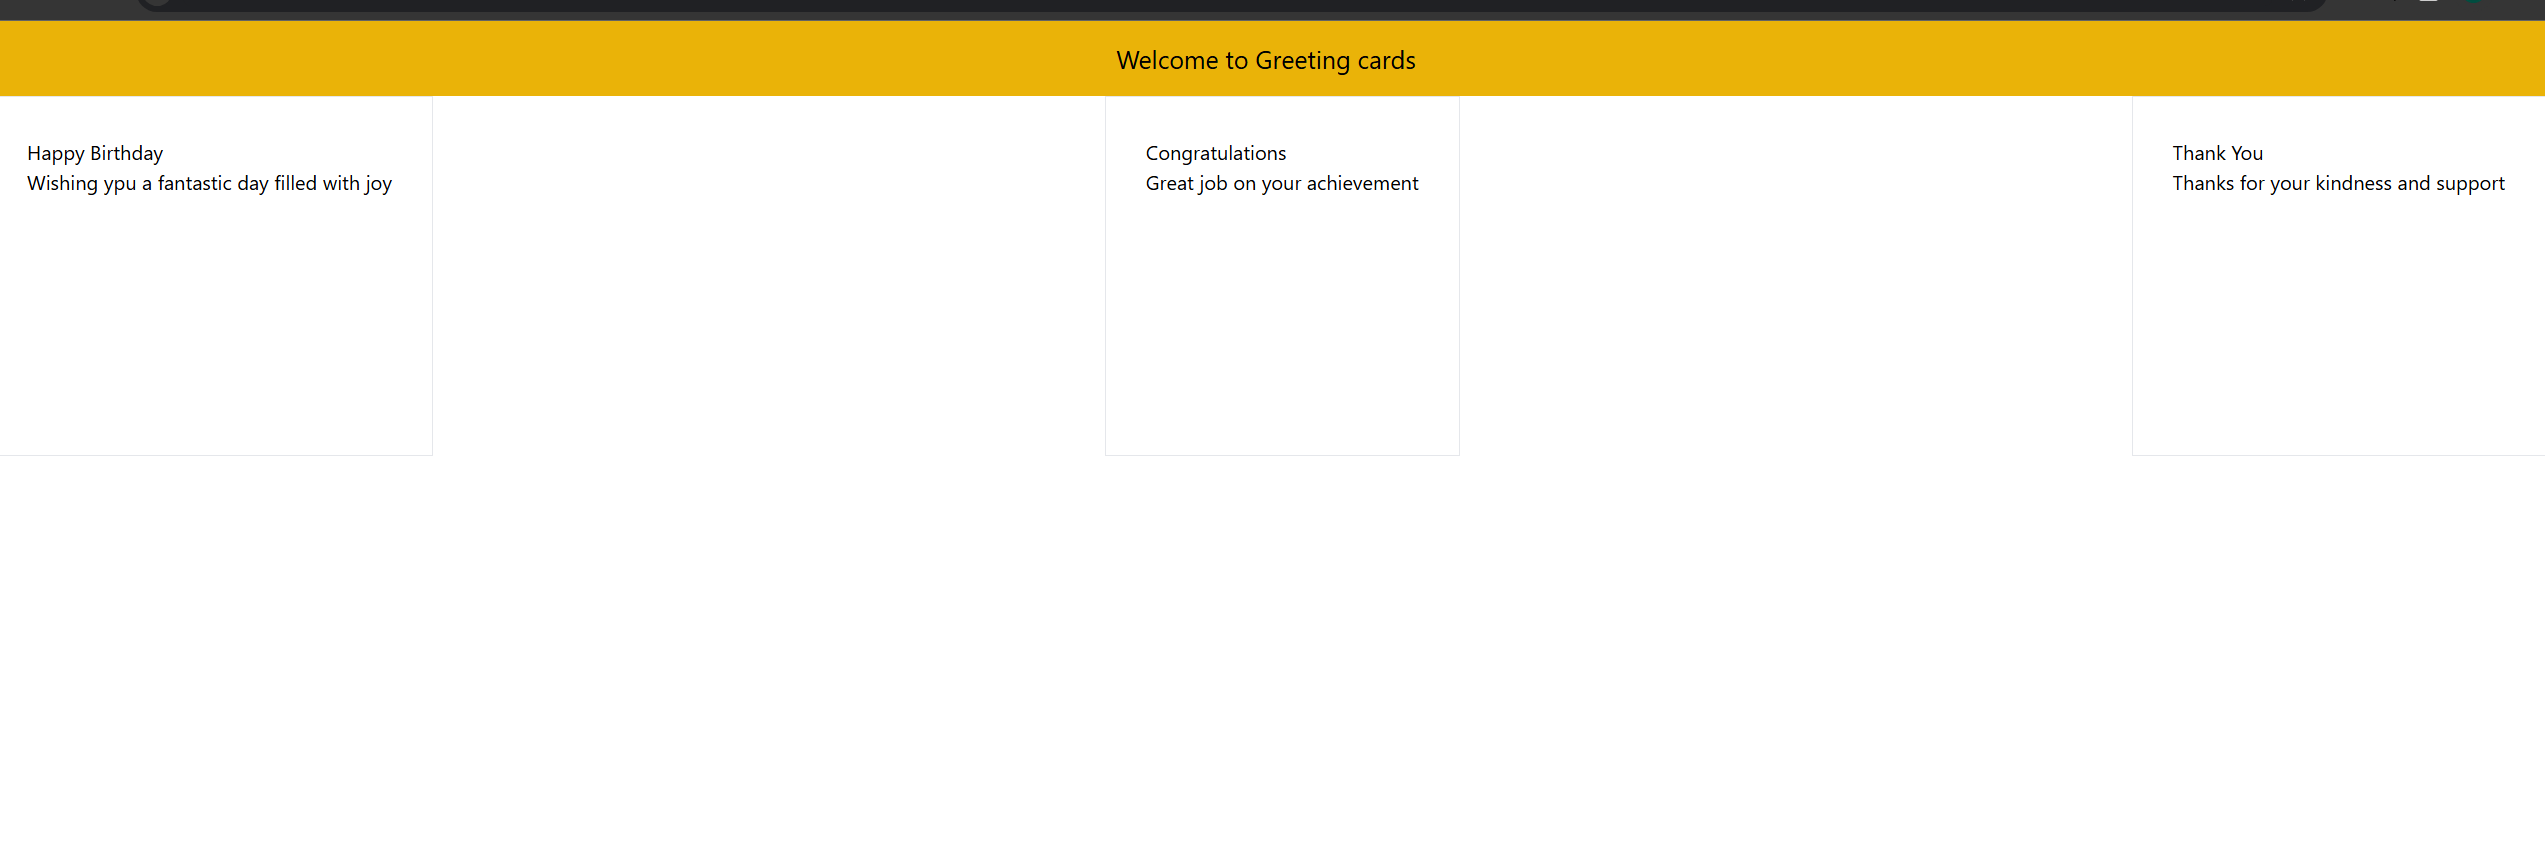 Welcome to Greeting cards
Happy Birthday
Wishing ypu a fantastic day filled with joy
Congratulations
Great job on your achievement
Thank You
Thanks for your kindness and support